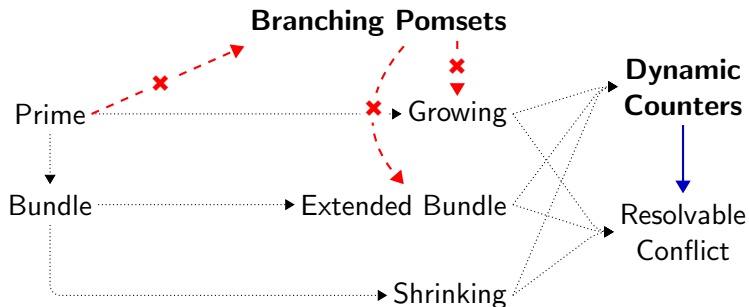 Branching Pomsets
Dynamic
Counters
Prime
Growing
Bundle
Extended Bundle
Resolvable
Conflict
Shrinking